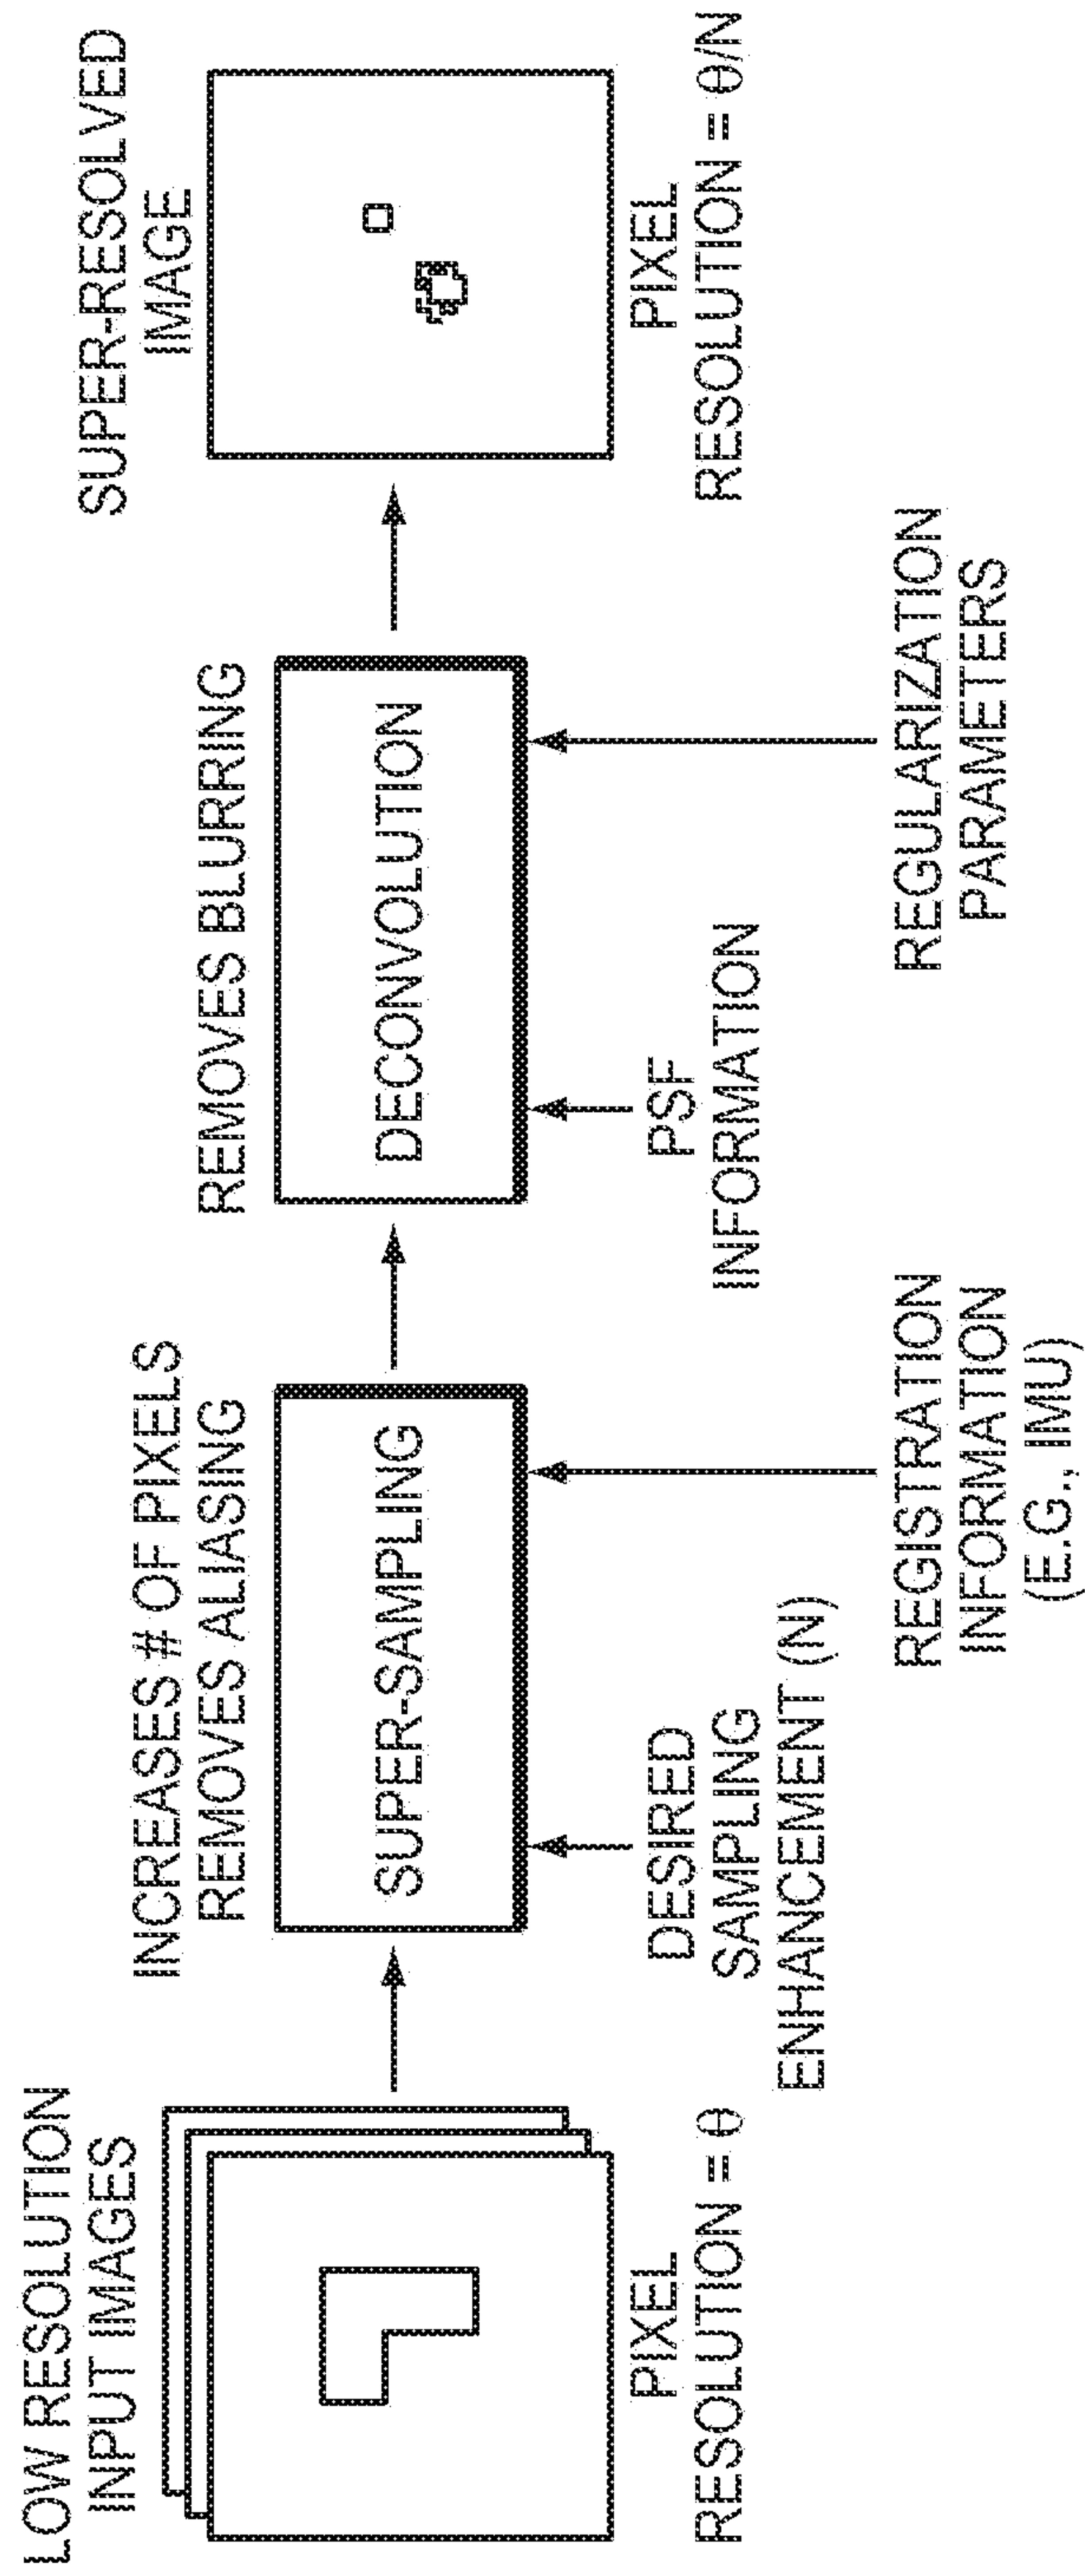 LOW RESOLUTION
INPUT IMAGES
PIXEL
RESOLUTION = θ
INCREASES # OF PIXELS
REMOVES ALIASING
SUPER-SAMPLING
DESIRED
SAMPLING
ENHANCEMENT (N)
REGISTRATION
INFORMATION
(E.G., IMU)
REMOVES BLURRING
DECONVOLUTION
PSF
INFORMATION
REGULARIZATION
PARAMETERS
SUPER-RESOLVED
IMAGE
PIXEL
RESOLUTION = θ/N